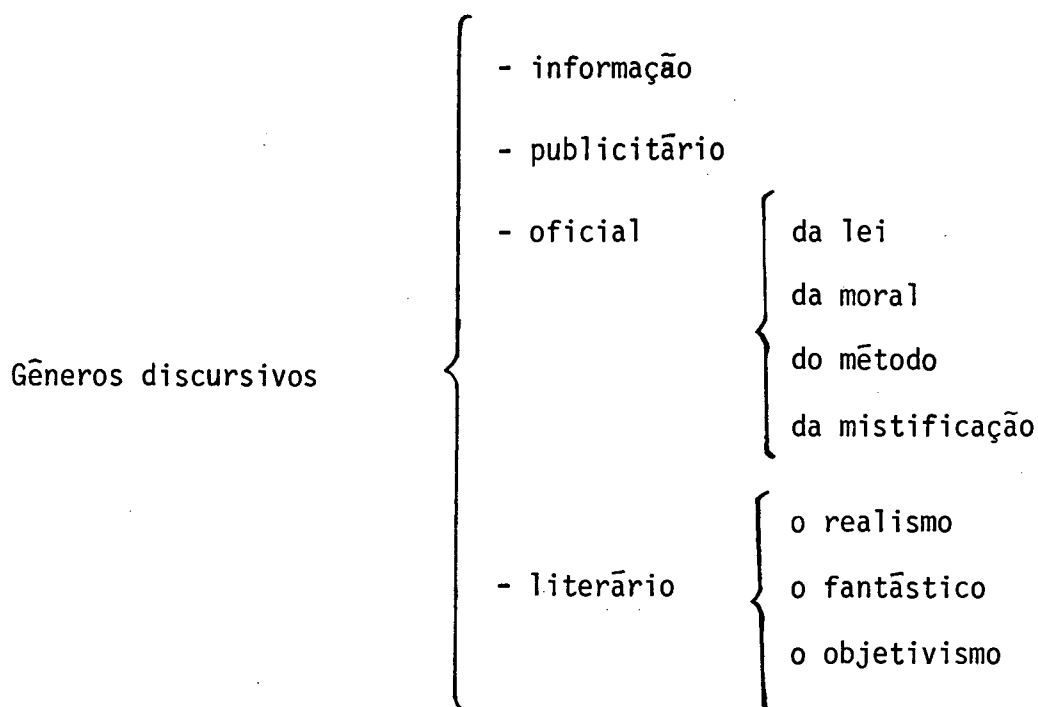 - informação
- publicitário
- oficial
da lei
da moral
do método
da mistificação
Gêneros discursivos
- literário
o realismo
o fantástico
o objetivismo